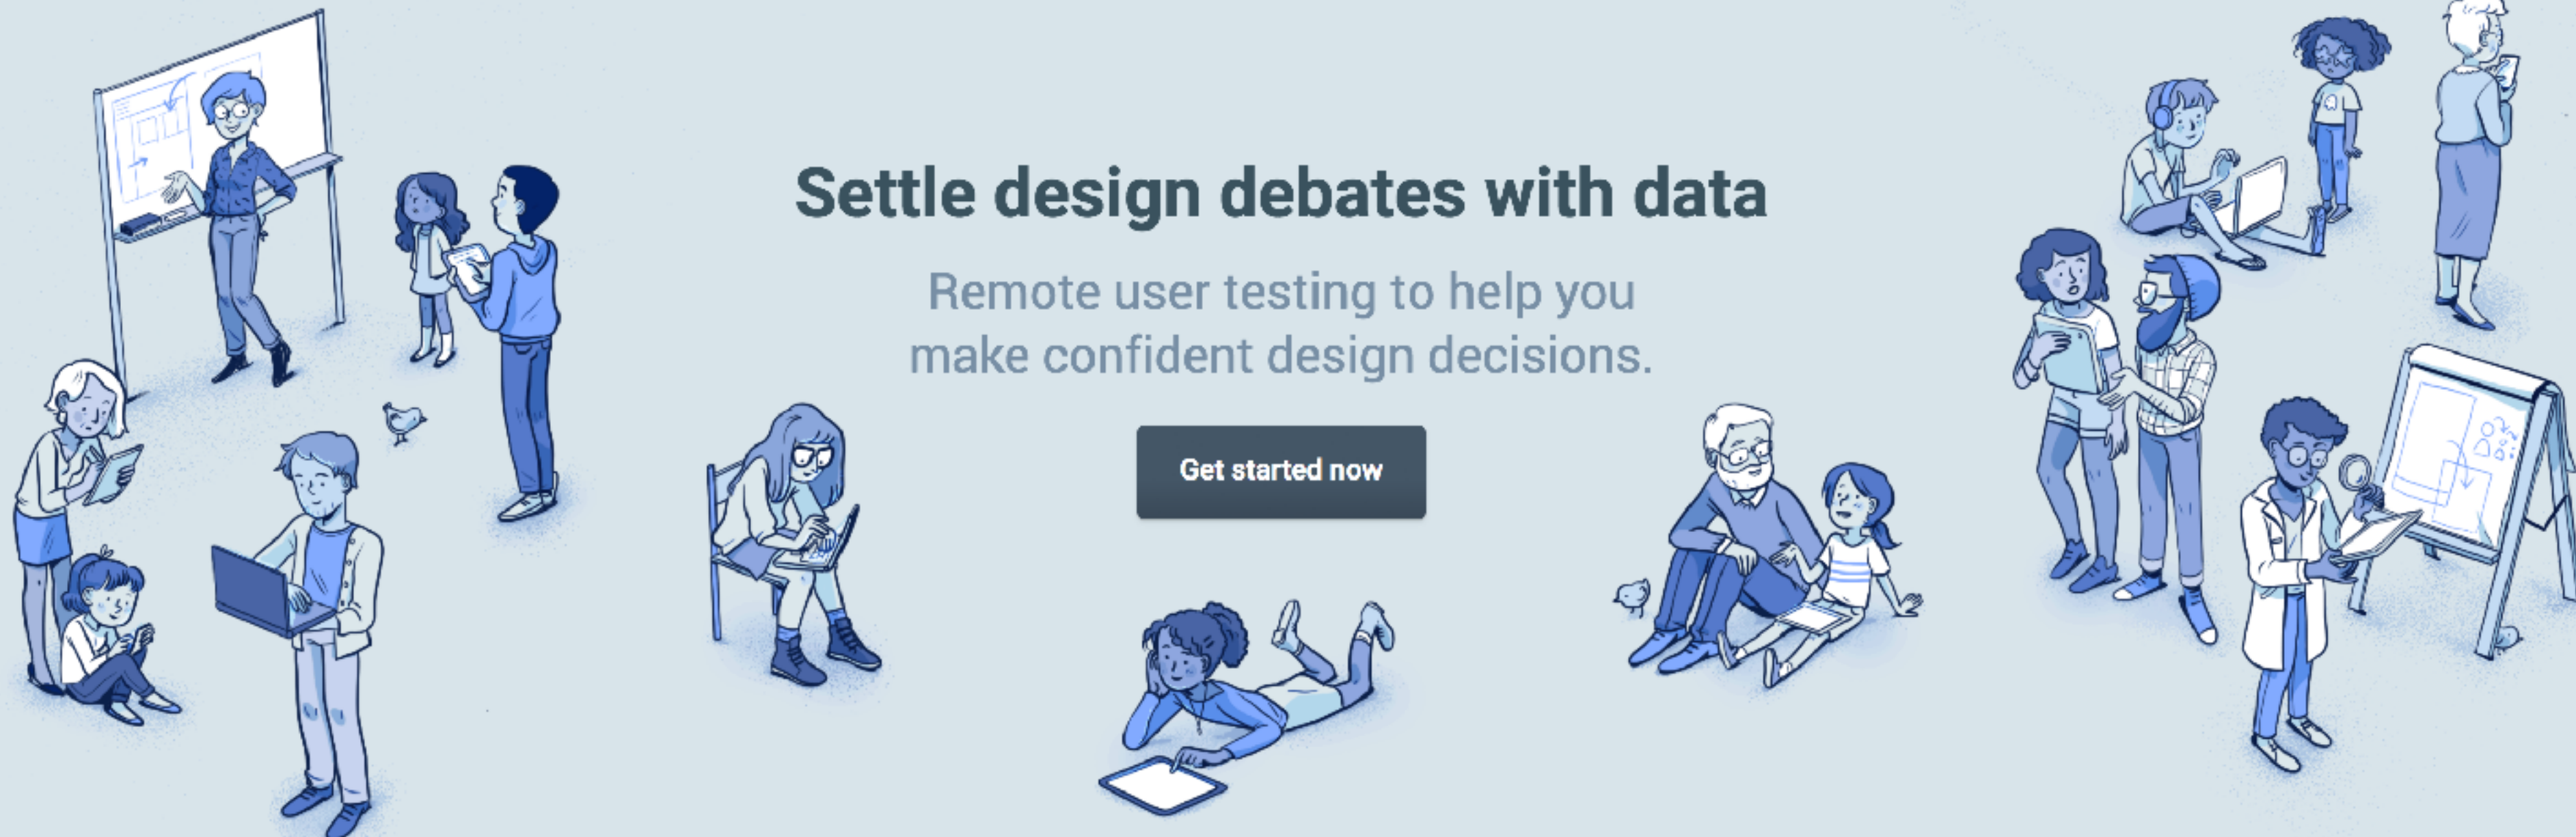 Settle design debates with data
Remote user testing to help you
make confident design decisions.
Get started now